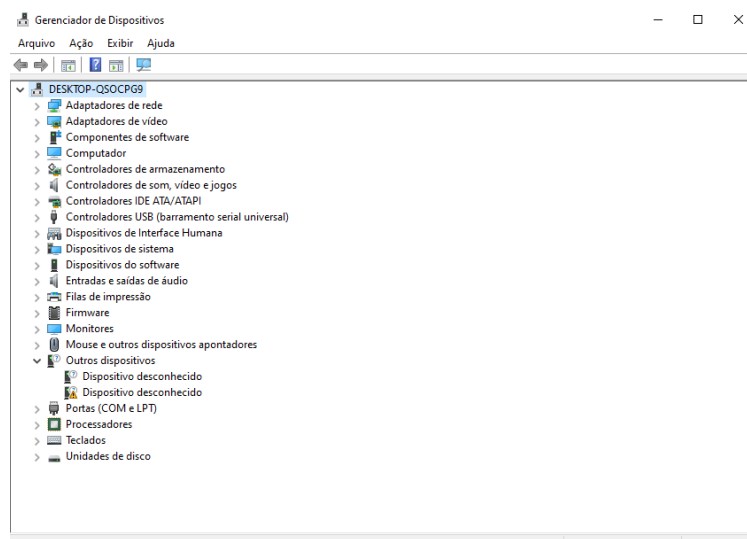 Gerenciador de Dispositivos
Arquivo Ação Exibir Ajuda
DESKTOP-QSOCPG9
Adaptadores de rede
Adaptadores de vídeo
Componentes de software
Computador
Controladores de armazenamento
Controladores de som, vídeo e jogos
Controladores IDE ATA/ATAPI
Controladores USB (barramento serial universal)
Dispositivos de Interface Humana
Dispositivos de sistema
Dispositivos do software
Entradas e saídas de áudio
Filas de impressão
Firmware
Monitores
Mouse e outros dispositivos apontadores
Outros dispositivos
Dispositivo desconhecido
Dispositivo desconhecido
Portas (COM e LPT)
Processadores
Teclados
Unidades de disco